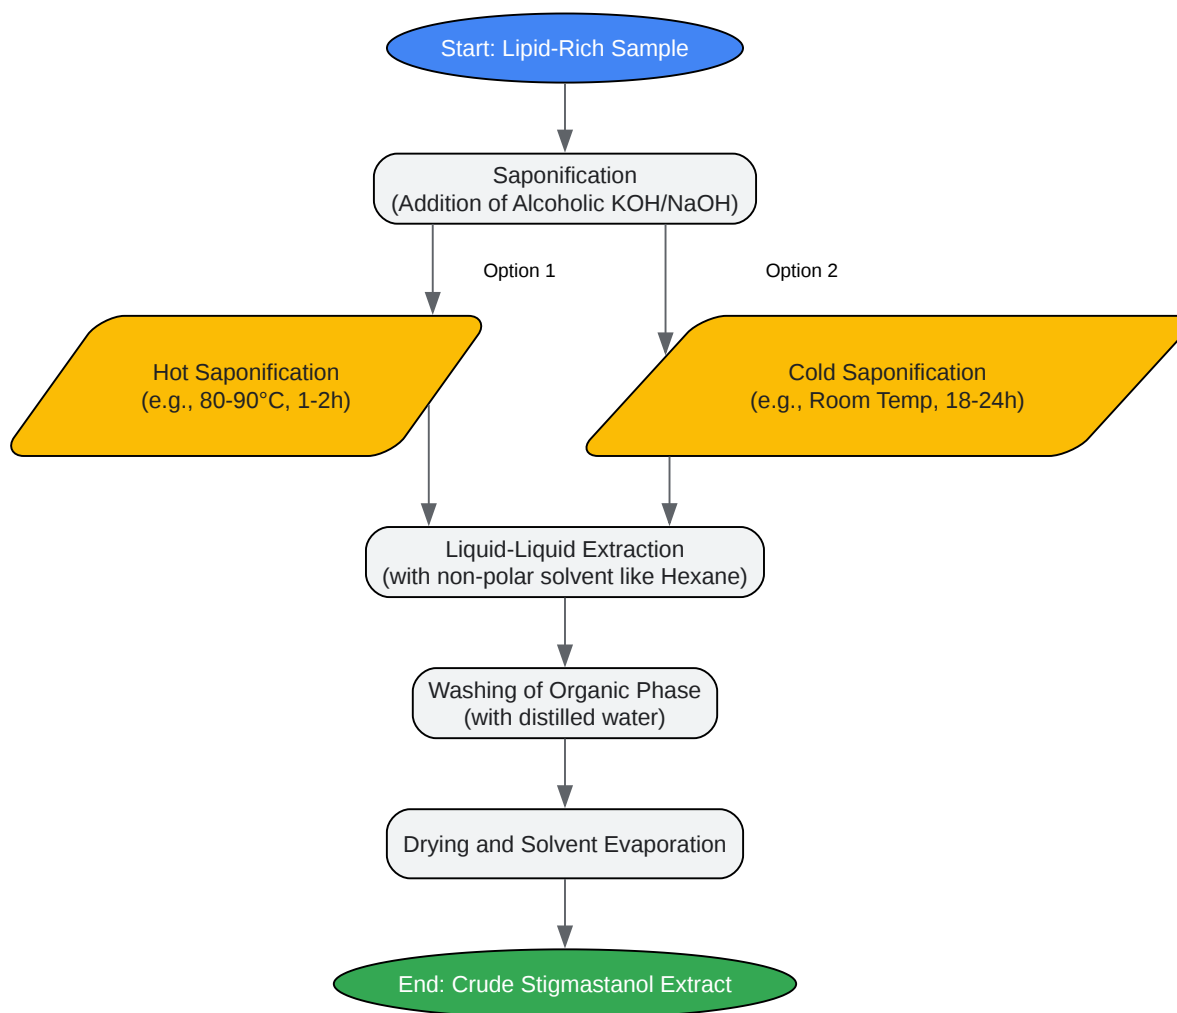 Start: Lipid-Rich Sample
Saponification
(Addition of Alcoholic KOH/NaOH)
Option 1
Option 2
Hot Saponification
(e.g., 80-90°C, 1-2h)
Cold Saponification
(e.g., Room Temp, 18-24h)
Liquid-Liquid Extraction
(with non-polar solvent like Hexane)
Washing of Organic Phase
(with distilled water)
Drying and Solvent Evaporation
End: Crude Stigmastanol Extract